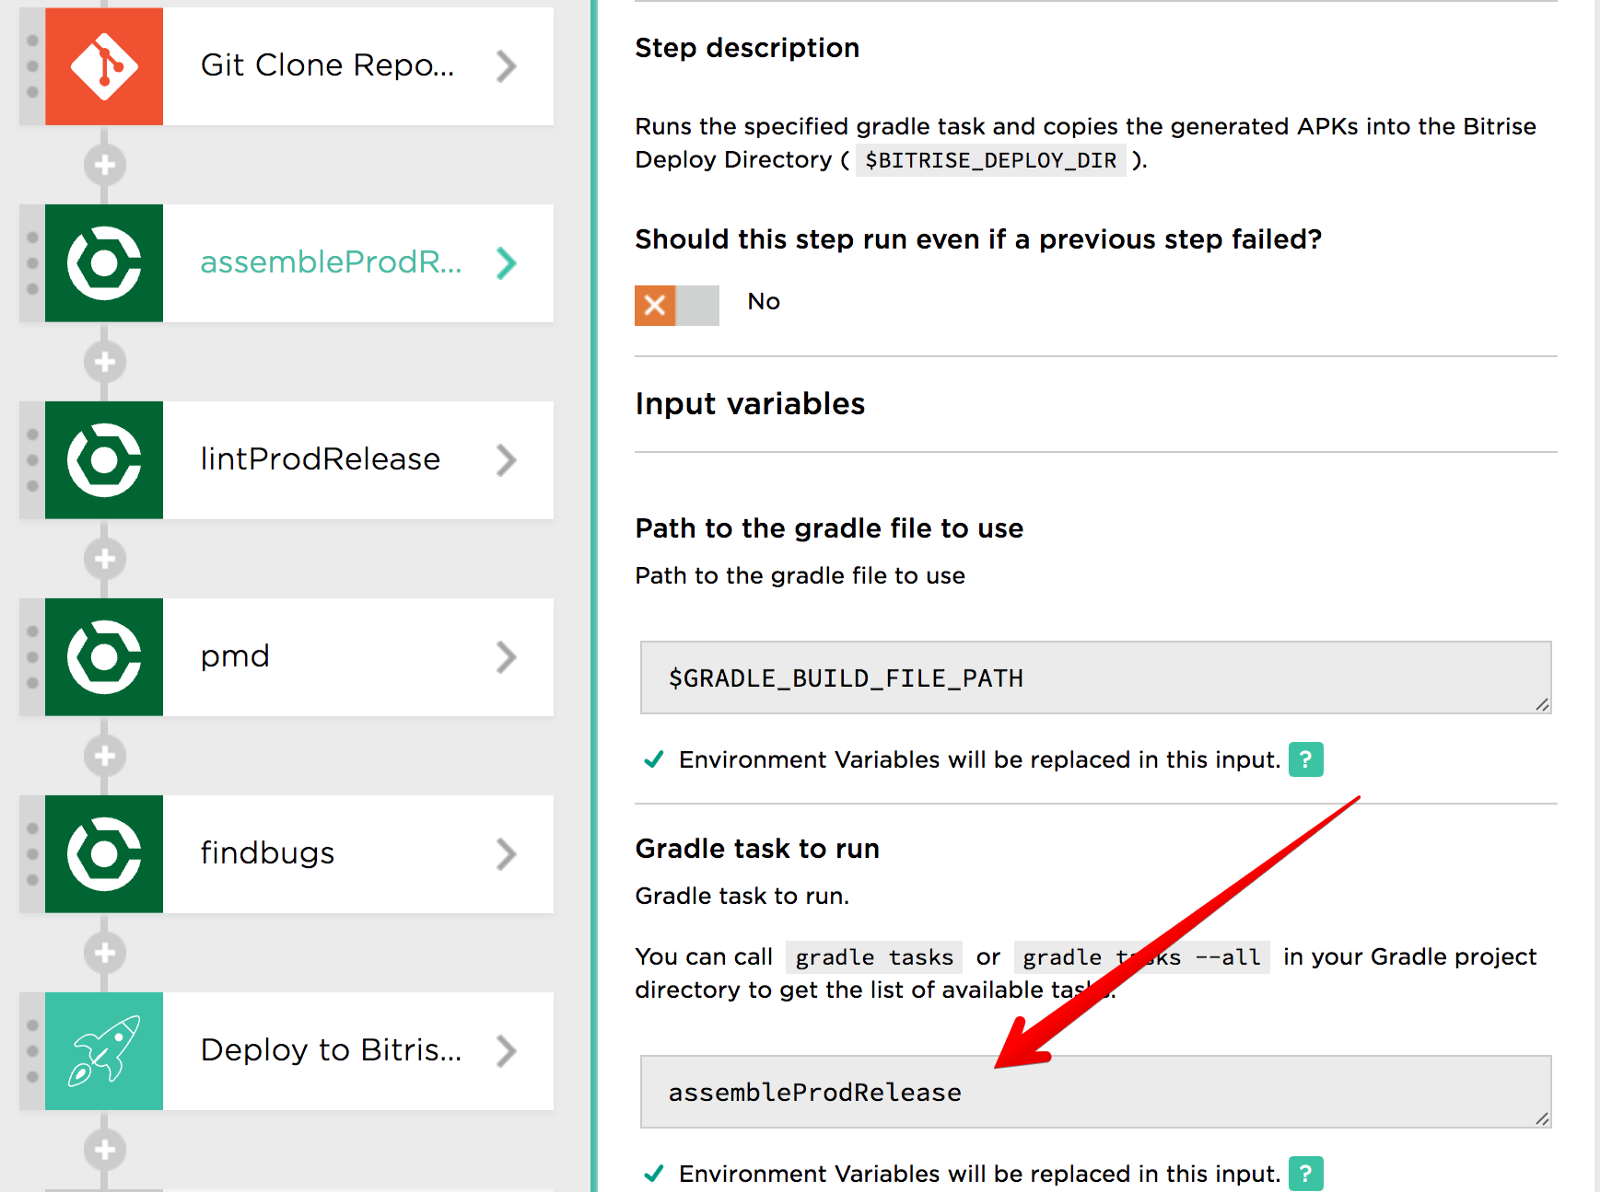 Git Clone Repo...
assembleProdR...
lintProdRelease
pmd
findbugs
Deploy to Bitris...
Step description
Runs the specified gradle task and copies the generated APKs into the Bitrise
Deploy Directory ( $BITRISE_DEPLOY_DIR ).
Should this step run even if a previous step failed?
No
Input variables
Path to the gradle file to use
Path to the gradle file to use
$GRADLE_BUILD_FILE_PATH
Environment Variables will be replaced in this input. ?
Gradle task to run
Gradle task to run.
You can call gradle tasks or gradle tasks --all in your Gradle project
directory to get the list of available tasks.
assembleProdRelease
Environment Variables will be replaced in this input. ?